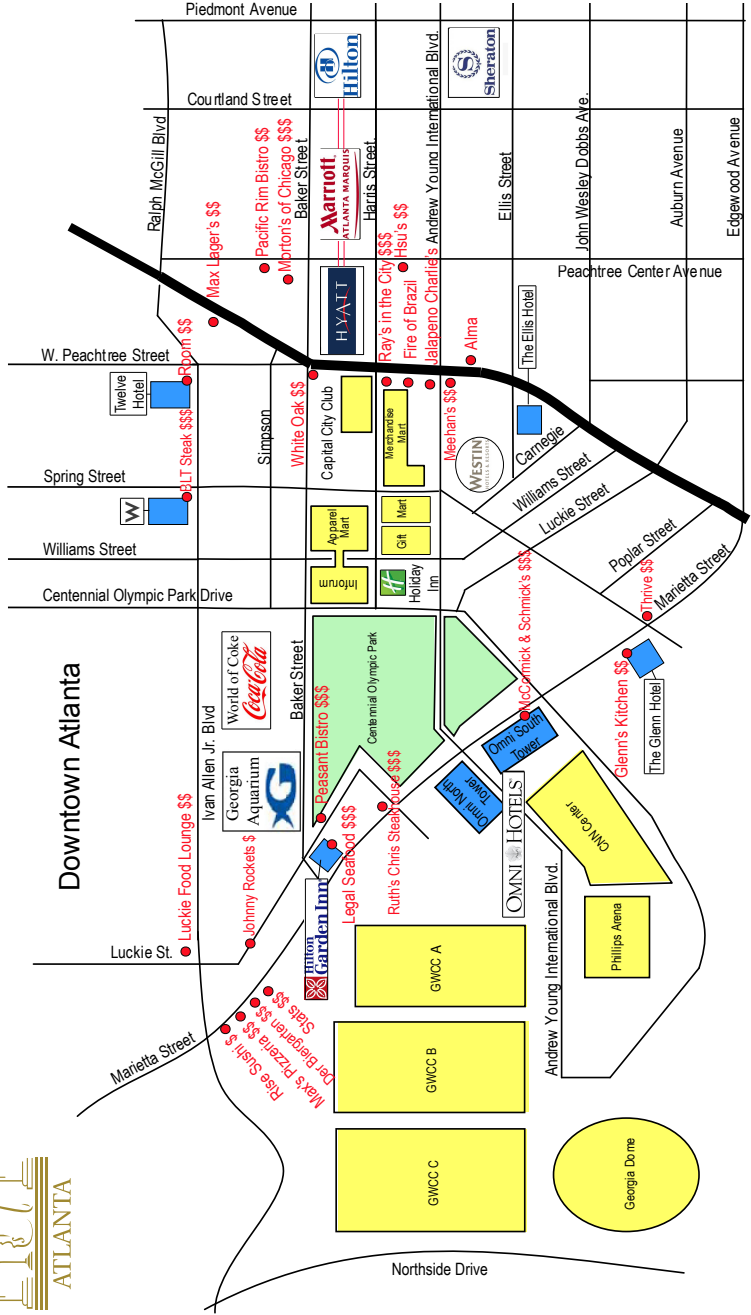 Downtown Atlanta
ATLANTA
Piedmont Avenue
Courtland Street
Ralph McGill Blvd
Baker Street
Harris Street
Andrew Young International Blvd.
Ellis Street
John Wesley Dobbs Ave.
Auburn Avenue
Edgewood Avenue
Peachtree Center Avenue
Hilton
Sheraton
Marriott
ATLANTA MARQUIS
HYATT
Max Lager's $$
Pacific Rim Bistro $$
Morton's of Chicago $$$
Ray's in the City $$$
Hsu's $$
Fire of Brazil
Jalapeno Charlie's
Alma
Meehan's $$
The Ellis Hotel
W. Peachtree Street
Twelve
Hotel
Room $$
BLT Steak $$$
W
Simpson
White Oak $$
Capital City Club
Merchandise
Mart
WESTIN
HOTELS & RESORTS
Carnegie
Williams Street
Luckie Street
Poplar Street
Marietta Street
Spring Street
Williams Street
Centennial Olympic Park Drive
Apparel
Mart
Inforum
Gift
Mart
Holiday
Inn
Ivan Allen Jr. Blvd
World of Coke
Coca-Cola
Baker Street
Georgia
Aquarium
Centennial Olympic Park
Peasant Bistro $$$
Legal Seafood $$$
Ruth's Chris Steakhouse $$$
McCormick & Schmick's $$$
Thrive $$
Glenn's Kitchen $$
The Glenn Hotel
Omni South
Tower
Omni North
Tower
OMNI HOTELS
CNN Center
Phillips Arena
Andrew Young International Blvd.
Luckie Food Lounge $$
Johnny Rockets $
Luckie St.
Hilton
Garden Inn
Marietta Street
Rise Sushi $
Max's Pizzeria $$
Der Biergarten $$
Stats $$
GWCC A
GWCC B
GWCC C
Georgia Dome
Northside Drive